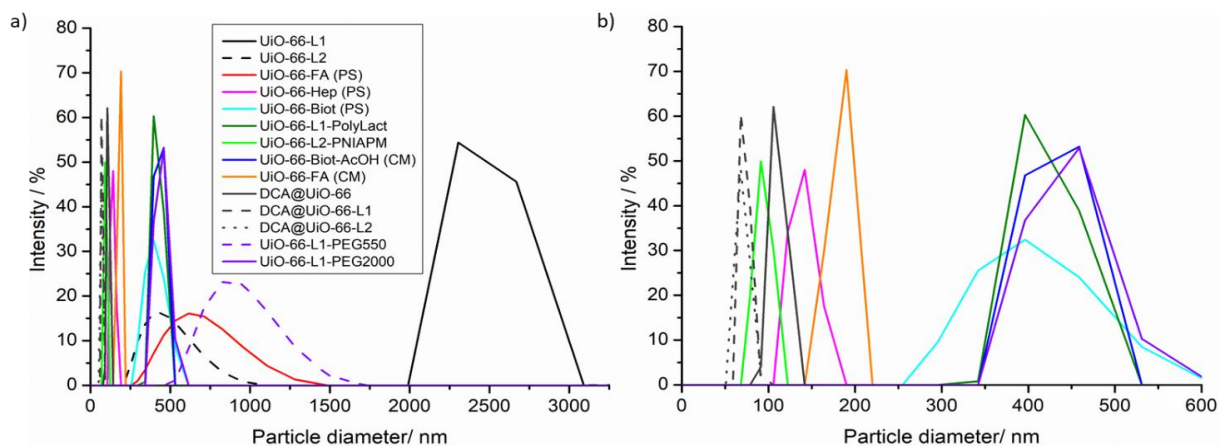 a)
80
70
60
50
40
30
20
10
0
Intensity / %
UiO-66-L1
UiO-66-L2
UiO-66-FA (PS)
UiO-66-Hep (PS)
UiO-66-Biot (PS)
UiO-66-L1-PolyLact
UiO-66-L2-PNIAPM
UiO-66-Biot-AcOH (CM)
UiO-66-FA (CM)
DCA@UiO-66
DCA@UiO-66-L1
DCA@UiO-66-L2
UiO-66-L1-PEG550
UiO-66-L1-PEG2000
0 500 1000 1500 2000 2500 3000
Particle diameter/ nm
b)
80
70
60
50
40
30
20
10
0
Intensity / %
0 100 200 300 400 500 600
Particle diameter/ nm